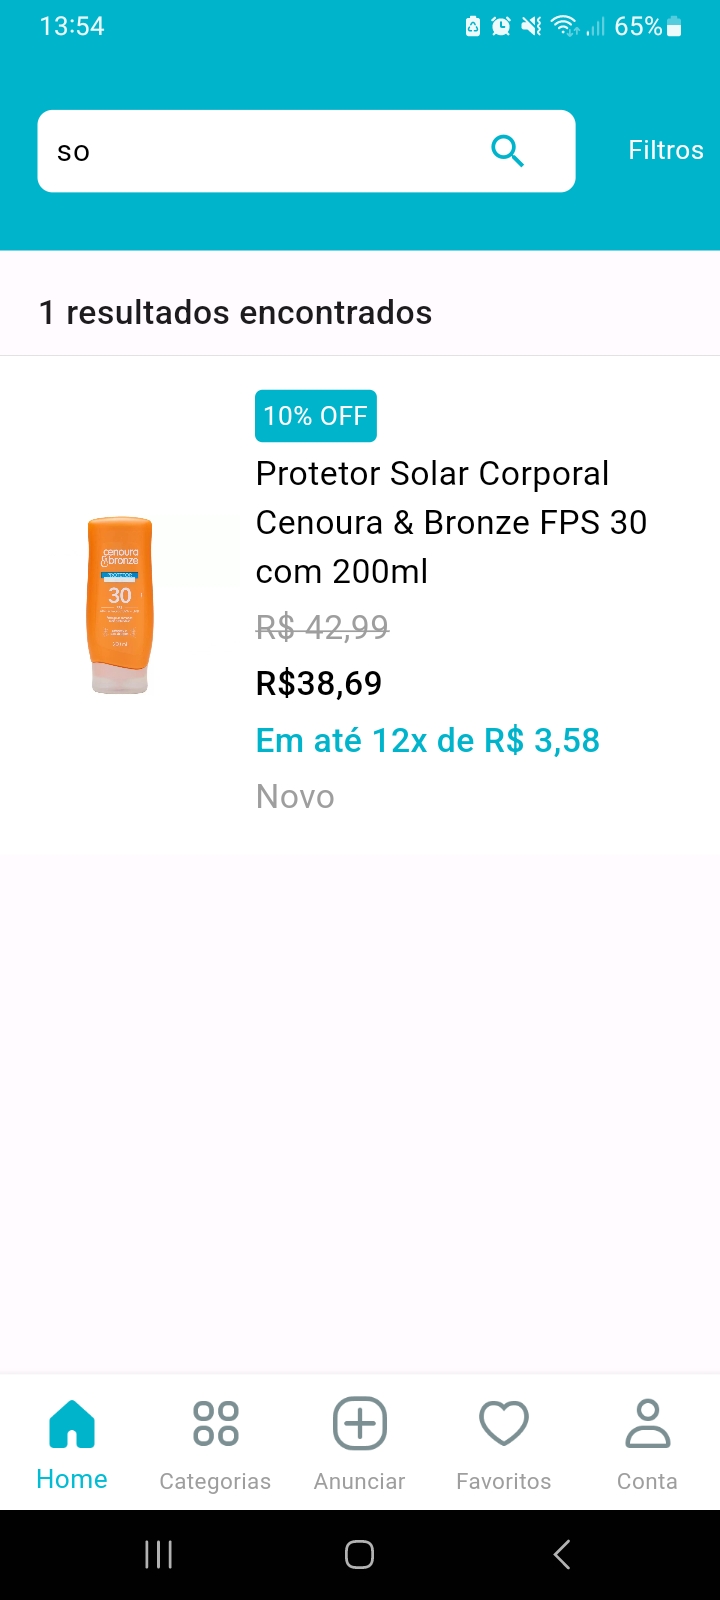 13:54
65%
so
Filtros
1 resultados encontrados
10% OFF
Protetor Solar Corporal
Cenoura & Bronze FPS 30
com 200ml
R$ 42,99
R$38,69
Em até 12x de R$ 3,58
Novo
cenoura
& bronze
30
Home
Categorias
Anunciar
Favoritos
Conta